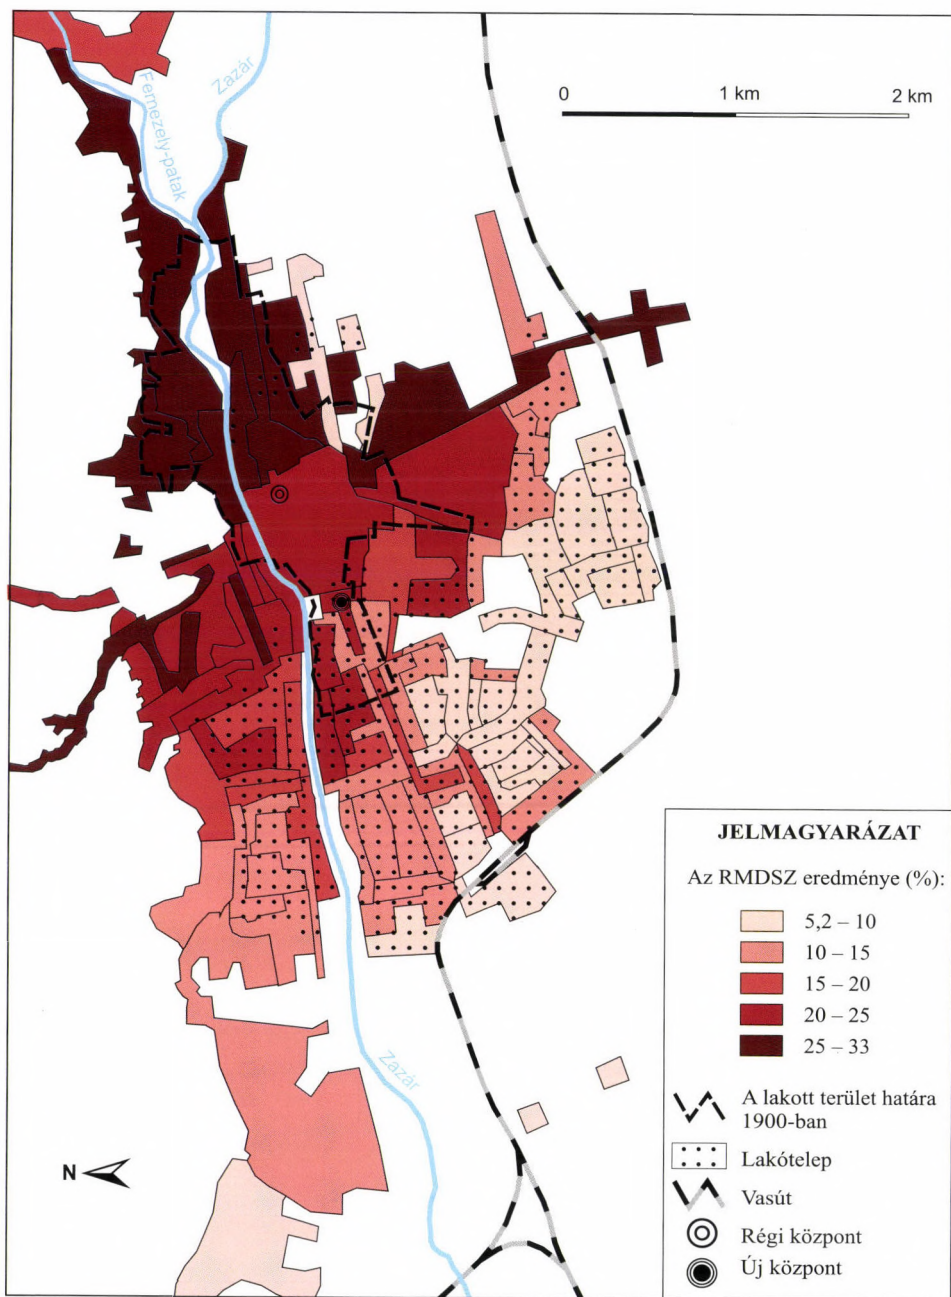 Fernezely-patak
Zazár
0 1 km 2 km
Zazár
N
JELMAGYARÁZAT
Az RMDSZ eredménye (%):
5,2 – 10
10 – 15
15 – 20
20 – 25
25 – 33
A lakott terület határa
1900-ban
Lakótelep
Vasút
Régi központ
Új központ